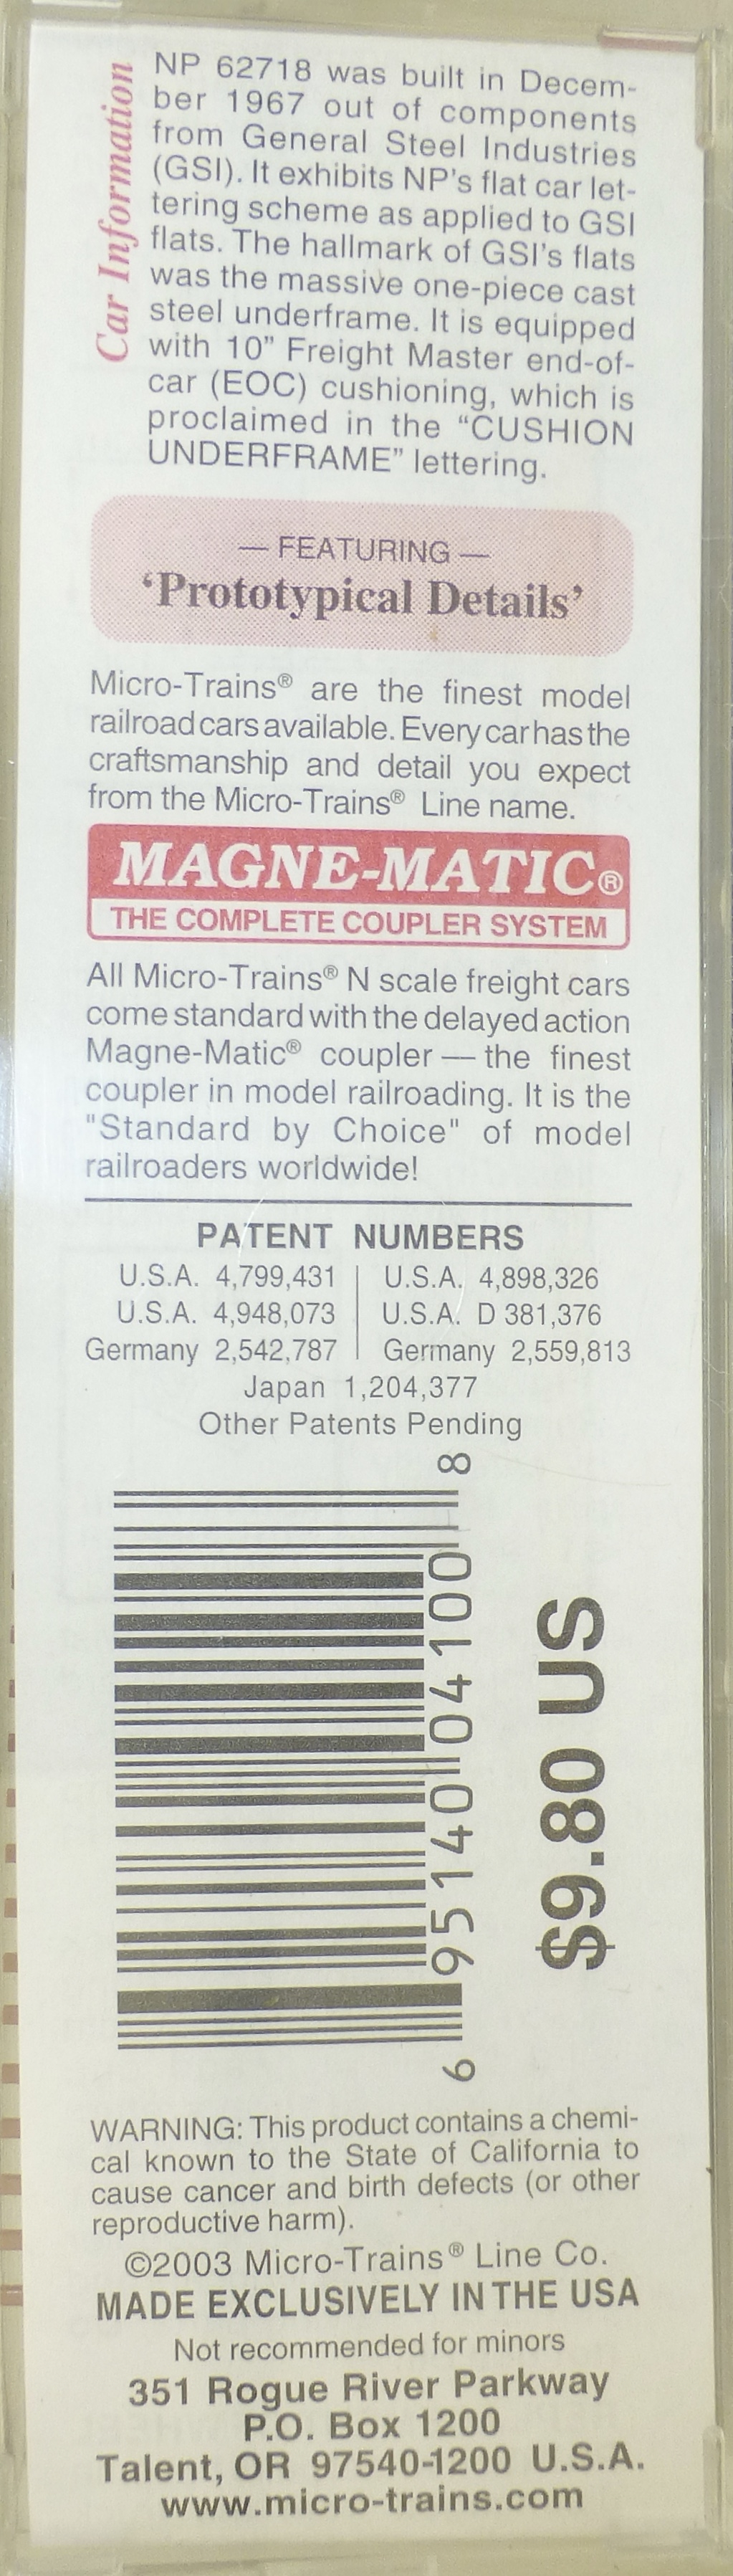 Car Information
NP 62718 was built in Decem-
ber 1967 out of components
from General Steel Industries
(GSI). It exhibits NP's flat car let-
tering scheme as applied to GSI
flats. The hallmark of GSI's flats
was the massive one-piece cast
steel underframe. It is equipped
with 10” Freight Master end-of-
car (EOC) cushioning, which is
proclaimed in the “CUSHION
UNDERFRAME” lettering.
— FEATURING —
‘Prototypical Details’
Micro-Trains® are the finest model
railroad cars available. Every car has the
craftsmanship and detail you expect
from the Micro-Trains® Line name.
MAGNE-MATIC®
THE COMPLETE COUPLER SYSTEM
All Micro-Trains® N scale freight cars
come standard with the delayed action
Magne-Matic® coupler — the finest
coupler in model railroading. It is the
"Standard by Choice" of model
railroaders worldwide!
PATENT NUMBERS
U.S.A. 4,799,431 | U.S.A. 4,898,326
U.S.A. 4,948,073 | U.S.A. D 381,376
Germany 2,542,787 | Germany 2,559,813
Japan 1,204,377
Other Patents Pending
6 95140 04100 8
$9.80 US
WARNING: This product contains a chemi-
cal known to the State of California to
cause cancer and birth defects (or other
reproductive harm).
©2003 Micro-Trains® Line Co.
MADE EXCLUSIVELY IN THE USA
Not recommended for minors
351 Rogue River Parkway
P.O. Box 1200
Talent, OR 97540-1200 U.S.A.
www.micro-trains.com